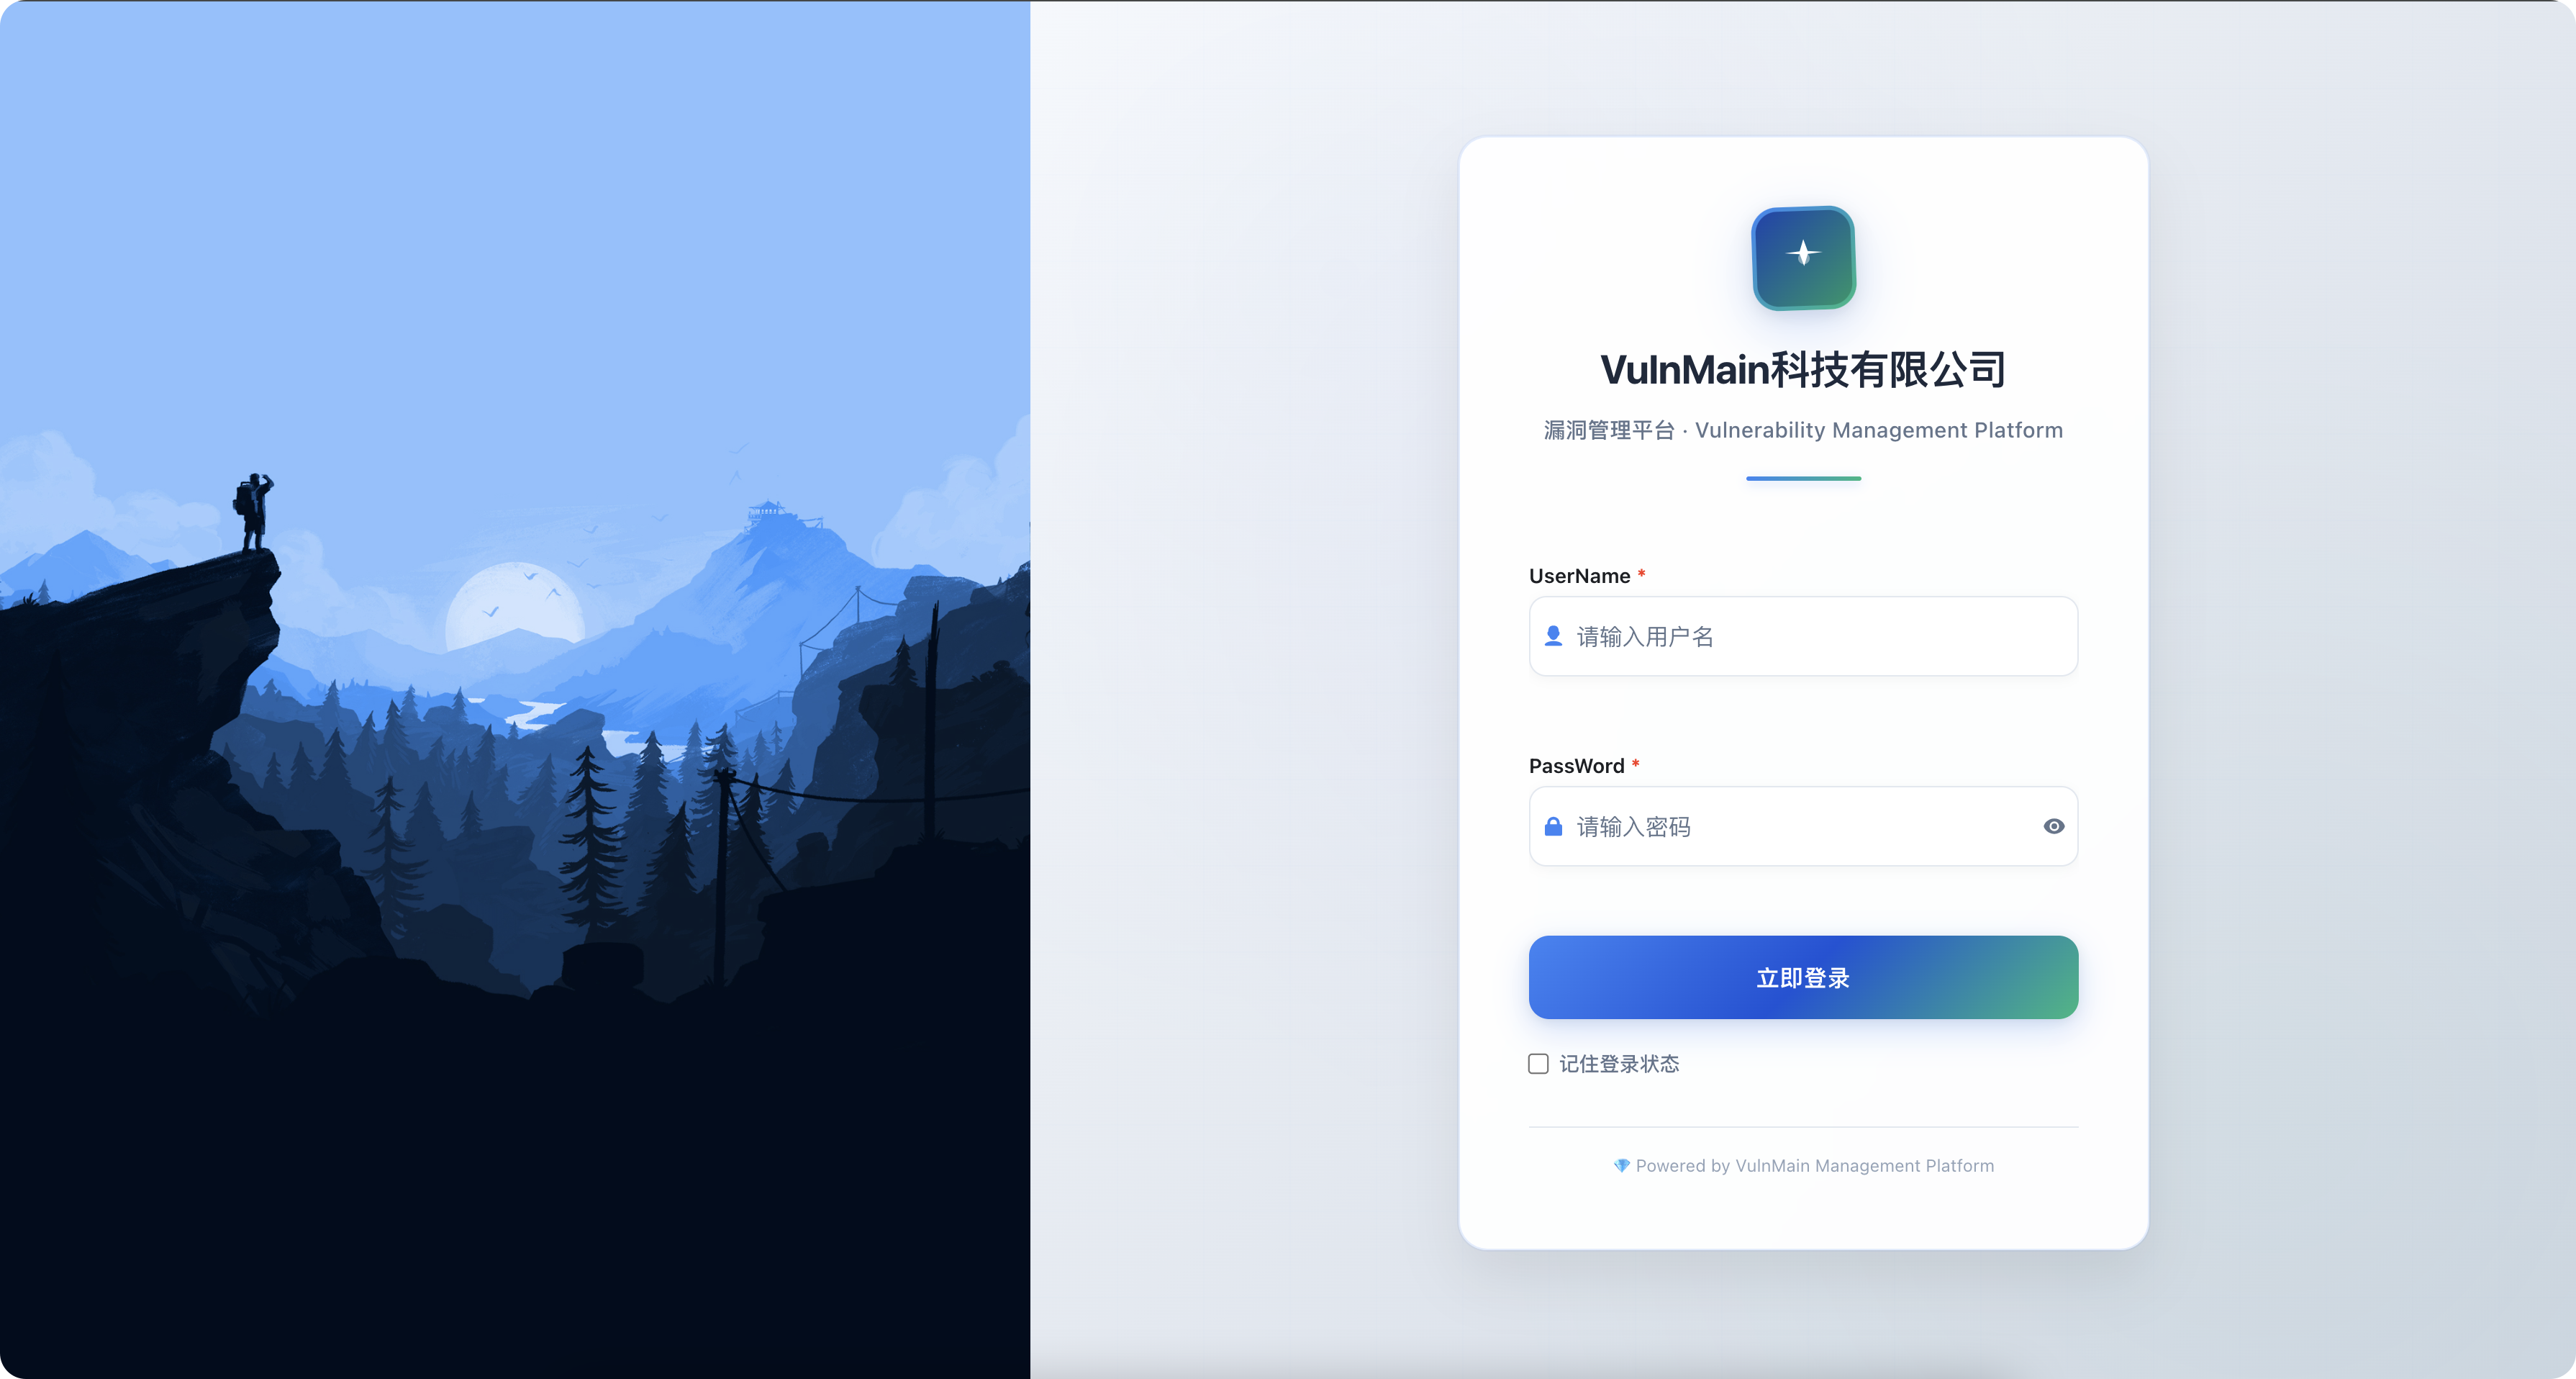 VulnMain科技有限公司
漏洞管理平台 · Vulnerability Management Platform
UserName *
请输入用户名
PassWord *
请输入密码
立即登录
记住登录状态
💎 Powered by VulnMain Management Platform